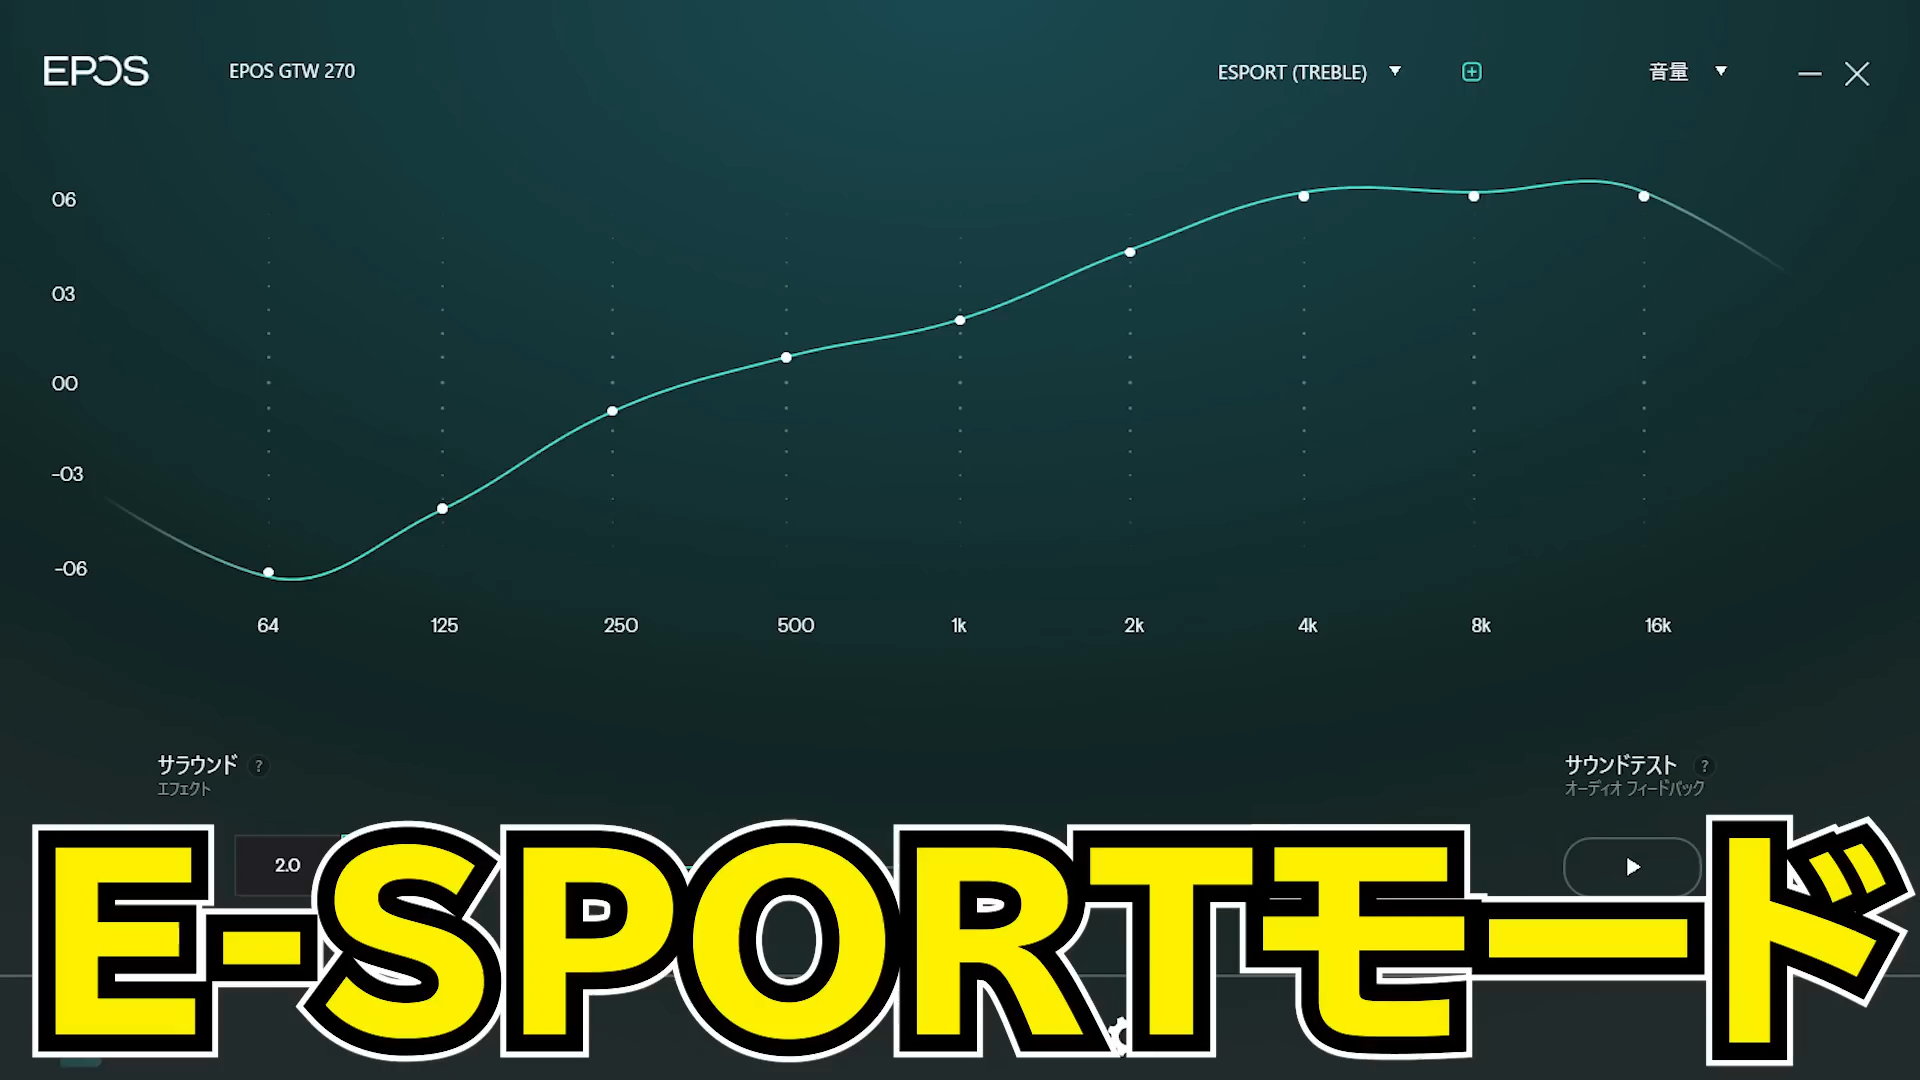 EPOS
EPOS GTW 270
ESPORT (TREBLE)
音量
06
03
00
-03
-06
64 125 250 500 1k 2k 4k 8k 16k
サラウンド ?
エフェクト
サウンドテスト ?
オーディオ フィードバック
2.0
E-SPORTモード